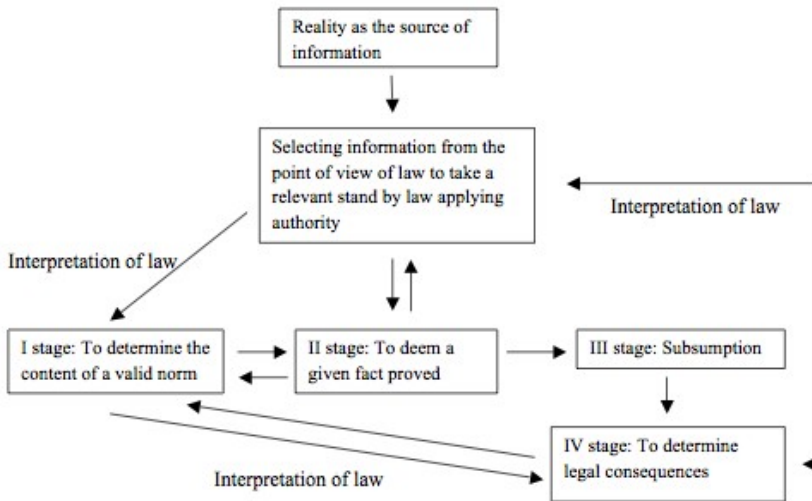 Reality as the source of
information
Selecting information from the
point of view of law to take a
relevant stand by law applying
authority
Interpretation of law
Interpretation of law
I stage: To determine the
content of a valid norm
II stage: To deem a
given fact proved
III stage: Subsumption
IV stage: To determine
legal consequences
Interpretation of law